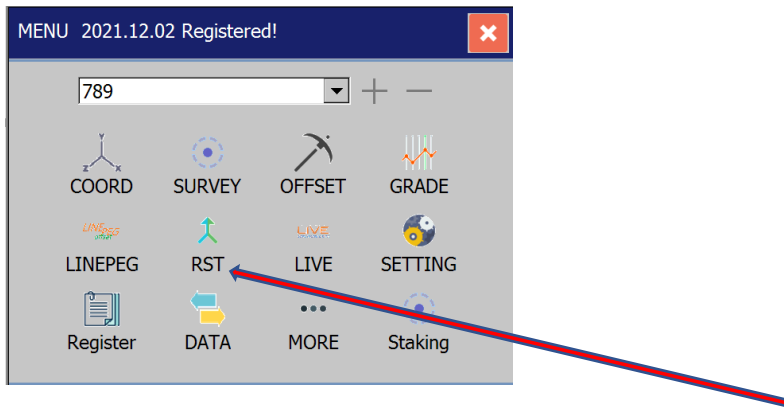 MENU 2021.12.02 Registered!
789
COORD SURVEY OFFSET GRADE
LINEPEG RST LIVE SETTING
Register DATA MORE Staking